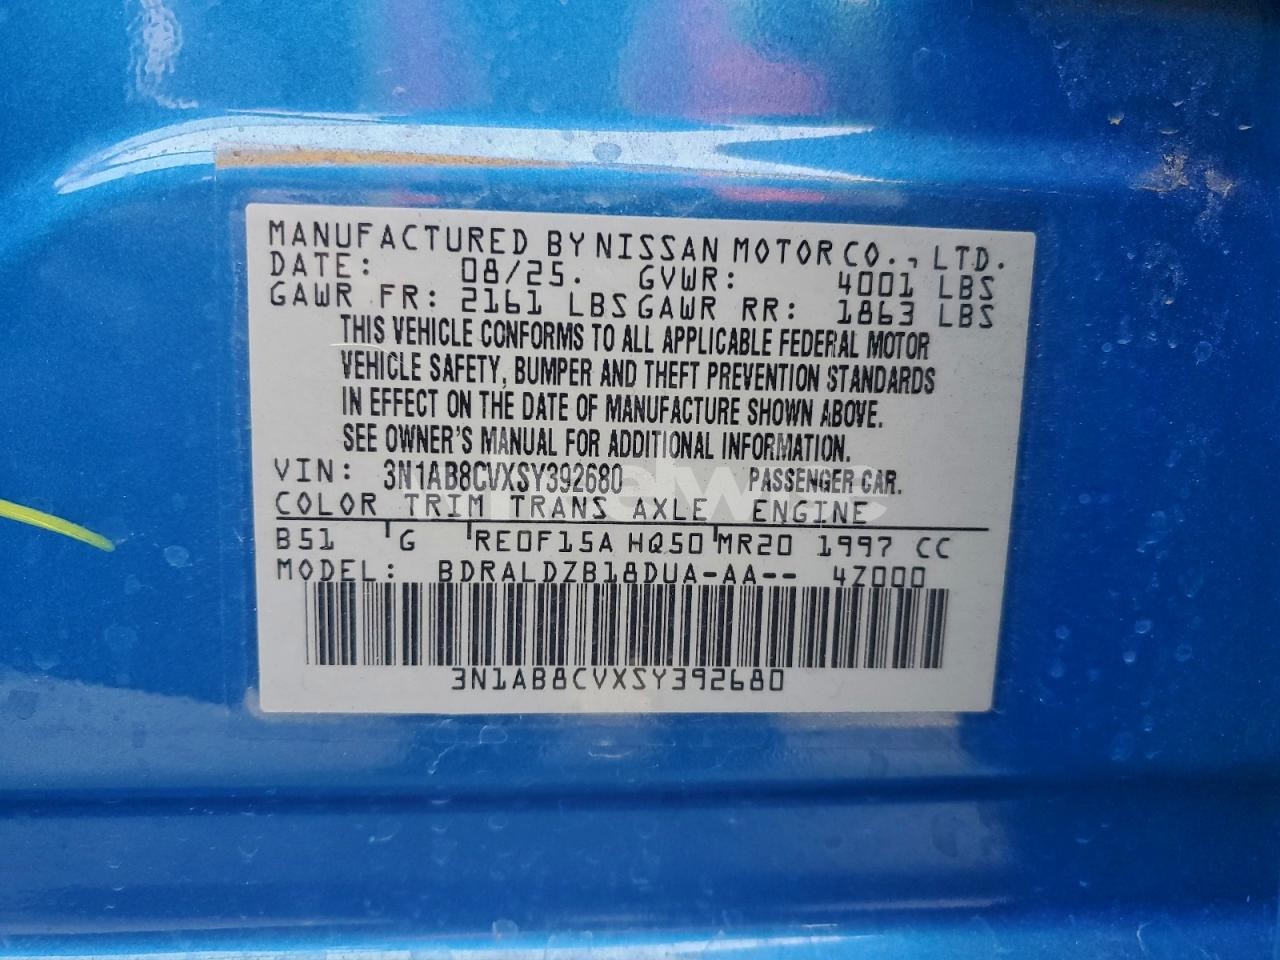 MANUFACTURED BY NISSAN MOTOR CO., LTD.
DATE: 08/25. GVWR: 4001 LBS
GAWR FR: 2161 LBS GAWR RR: 1863 LBS
THIS VEHICLE CONFORMS TO ALL APPLICABLE FEDERAL MOTOR
VEHICLE SAFETY, BUMPER AND THEFT PREVENTION STANDARDS
IN EFFECT ON THE DATE OF MANUFACTURE SHOWN ABOVE.
SEE OWNER'S MANUAL FOR ADDITIONAL INFORMATION.
VIN: 3N1AB8CVXSY392680 PASSENGER CAR.
COLOR TRIM TRANS AXLE ENGINE
B51 G RE0F15A HQ50 MR20 1997 CC
MODEL: BDRALDZB18DUA-AA-- 4Z000
3N1AB8CVXSY392680